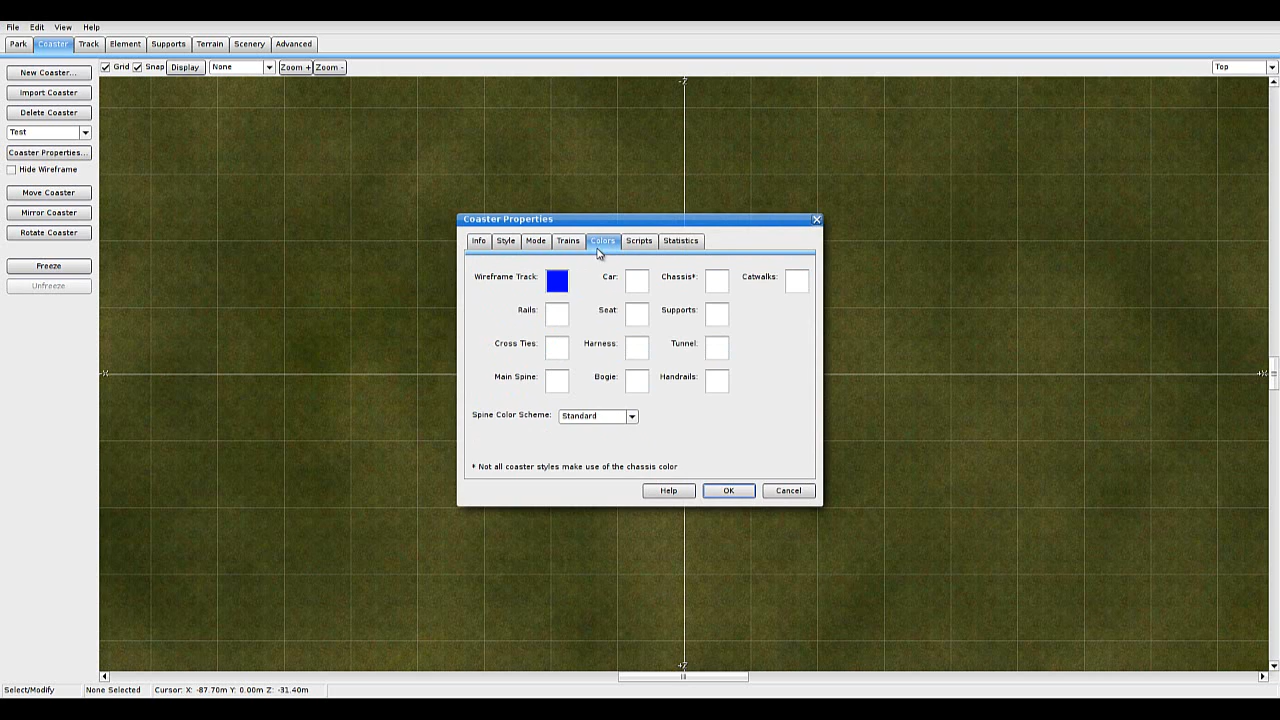 File Edit View Help
Park Coaster Track Element Supports Terrain Scenery Advanced
Grid Snap Display None Zoom + Zoom - Top
New Coaster...
Import Coaster
Delete Coaster
Test
Coaster Properties...
Hide Wireframe
Move Coaster
Mirror Coaster
Rotate Coaster
Freeze
Unfreeze
-Z
-X
+X
+Z
Coaster Properties
Info Style Mode Trains Colors Scripts Statistics
Wireframe Track: Car: Chassis*: Catwalks:
Rails: Seat: Supports:
Cross Ties: Harness: Tunnel:
Main Spine: Bogie: Handrails:
Spine Color Scheme: Standard
* Not all coaster styles make use of the chassis color
Help OK Cancel
Select/Modify None Selected Cursor: X: -87.70m Y: 0.00m Z: -31.40m